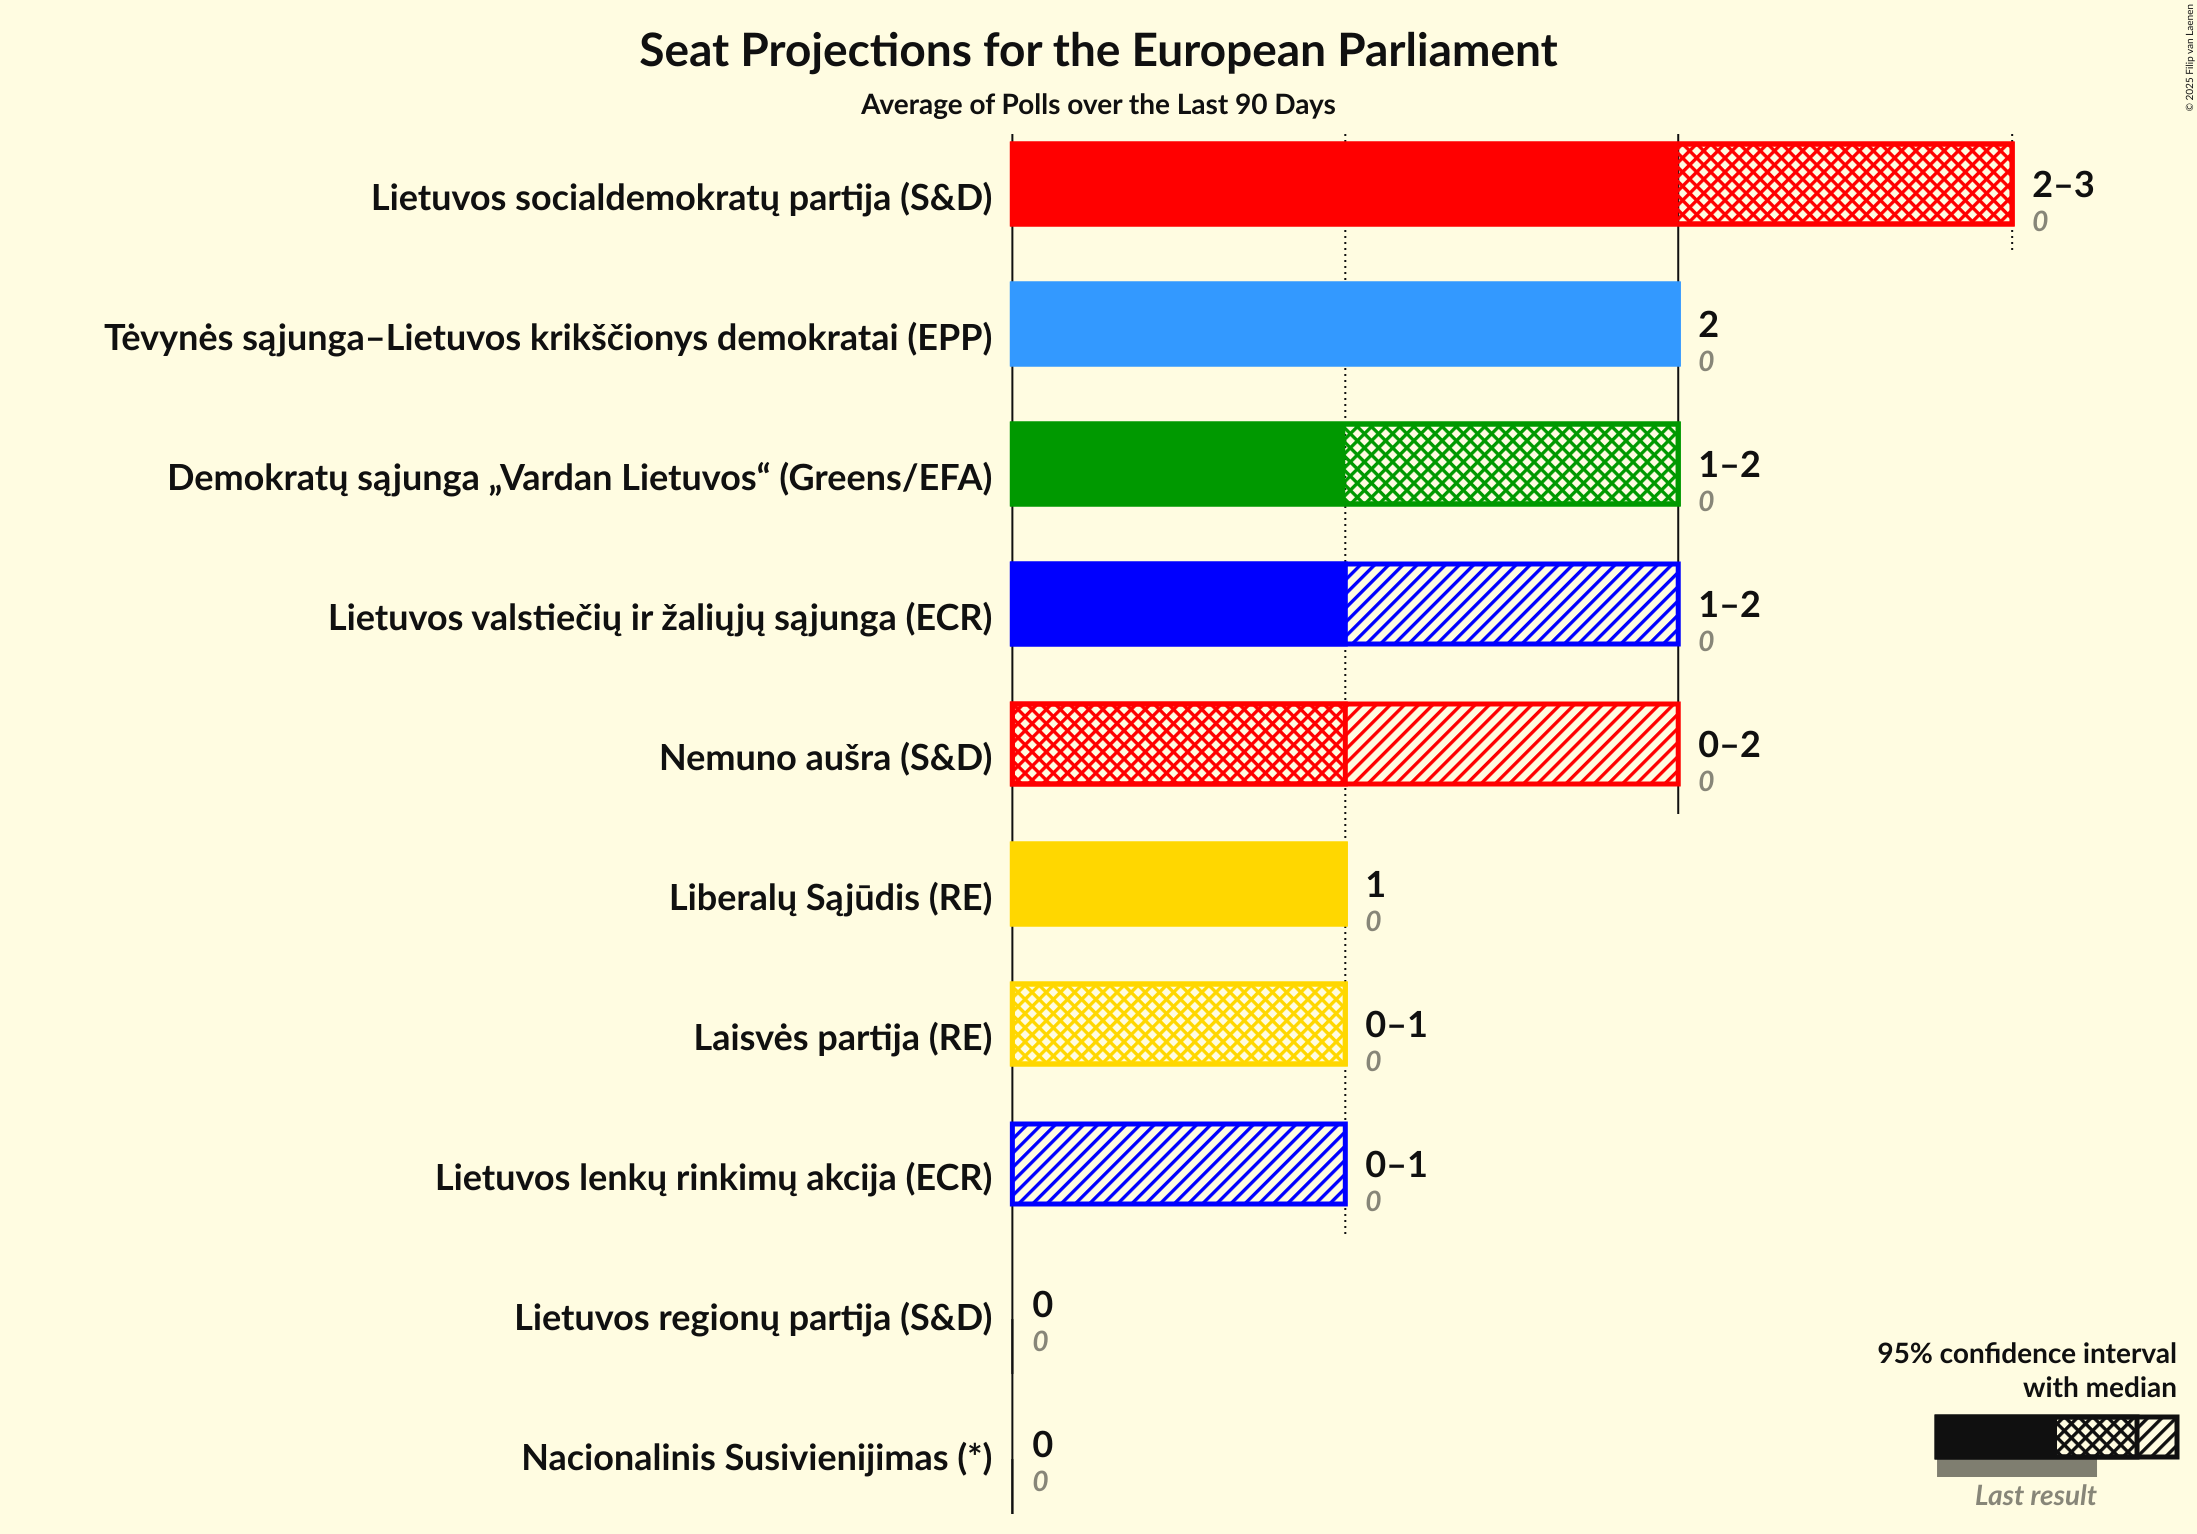 Seat Projections for the European Parliament
Average of Polls over the Last 90 Days
© 2025 Filip van Laenen
Lietuvos socialdemokratų partija (S&D)
2–3
0
Tėvynės sąjunga–Lietuvos krikščionys demokratai (EPP)
2
0
Demokratų sąjunga „Vardan Lietuvos“ (Greens/EFA)
1–2
0
Lietuvos valstiečių ir žaliųjų sąjunga (ECR)
1–2
0
Nemuno aušra (S&D)
0–2
0
Liberalų Sąjūdis (RE)
1
0
Laisvės partija (RE)
0–1
0
Lietuvos lenkų rinkimų akcija (ECR)
0–1
0
Lietuvos regionų partija (S&D)
0
0
Nacionalinis Susivienijimas (*)
0
0
95% confidence interval
with median
Last result